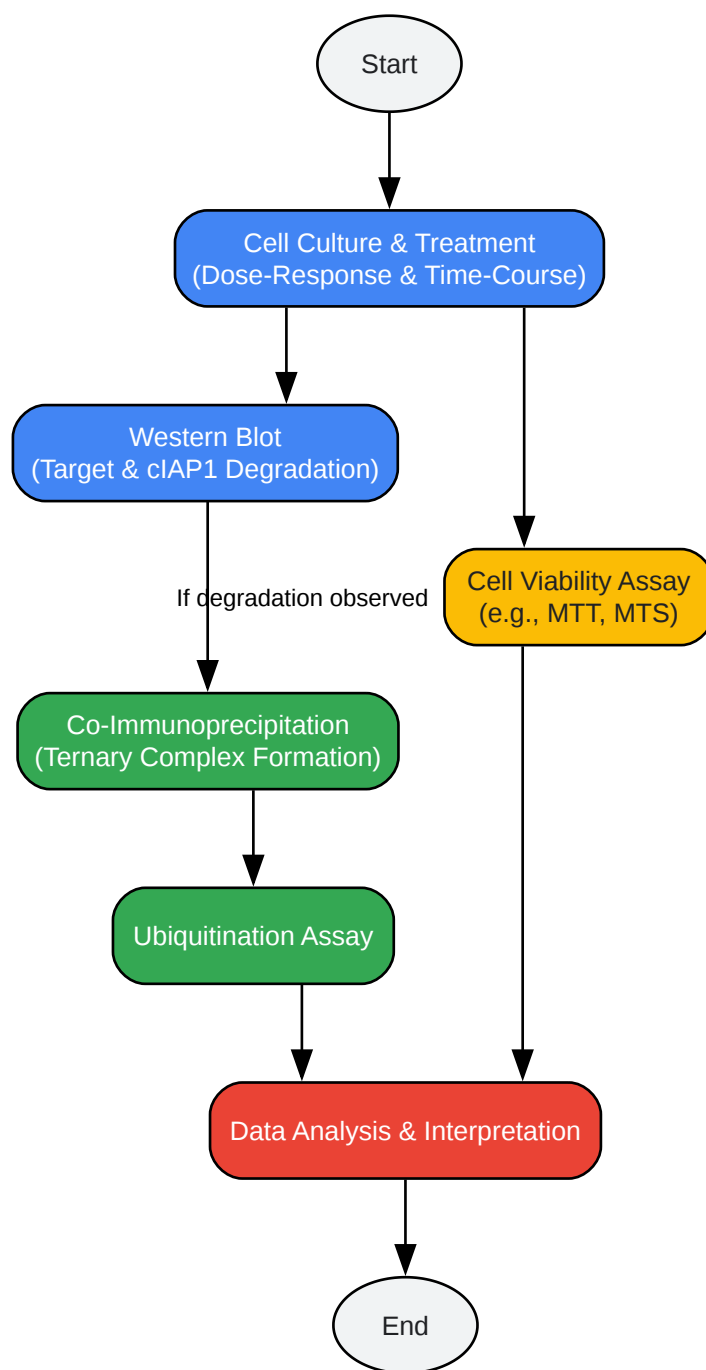 Start
Cell Culture & Treatment
(Dose-Response & Time-Course)
Western Blot
(Target & cIAP1 Degradation)
If degradation observed
Cell Viability Assay
(e.g., MTT, MTS)
Co-Immunoprecipitation
(Ternary Complex Formation)
Ubiquitination Assay
Data Analysis & Interpretation
End